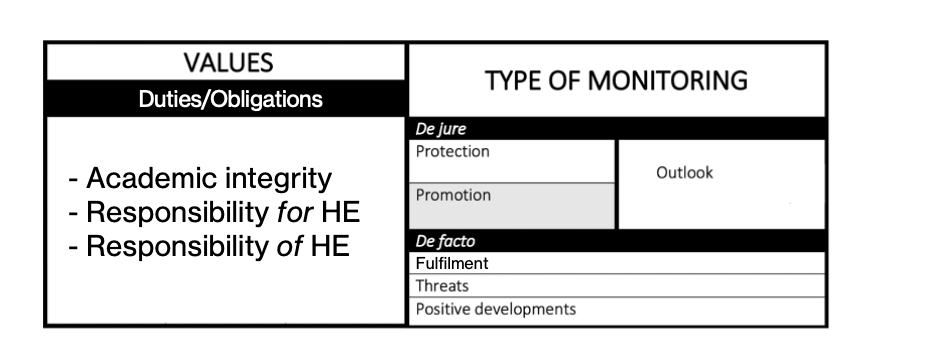 VALUES
Duties/Obligations
- Academic integrity
- Responsibility for HE
- Responsibility of HE
TYPE OF MONITORING
De jure
Protection
Promotion
Outlook
De facto
Fulfilment
Threats
Positive developments